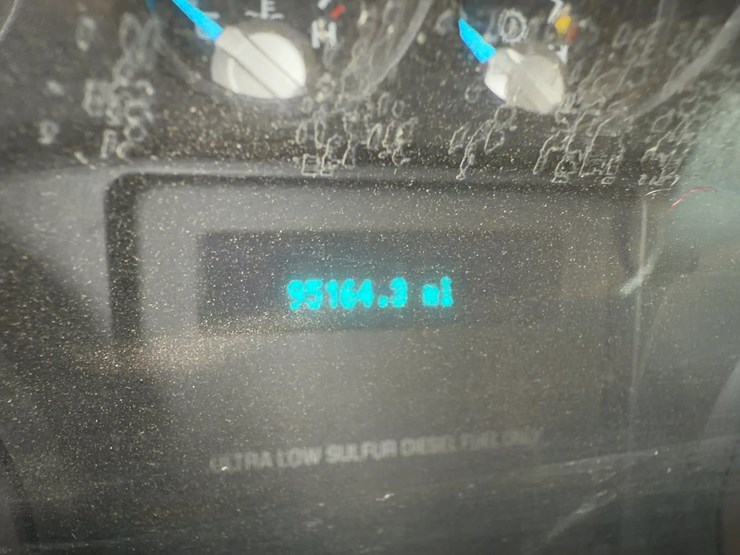 E
H
95164.3 mi
ULTRA LOW SULFUR DIESEL FUEL ONLY